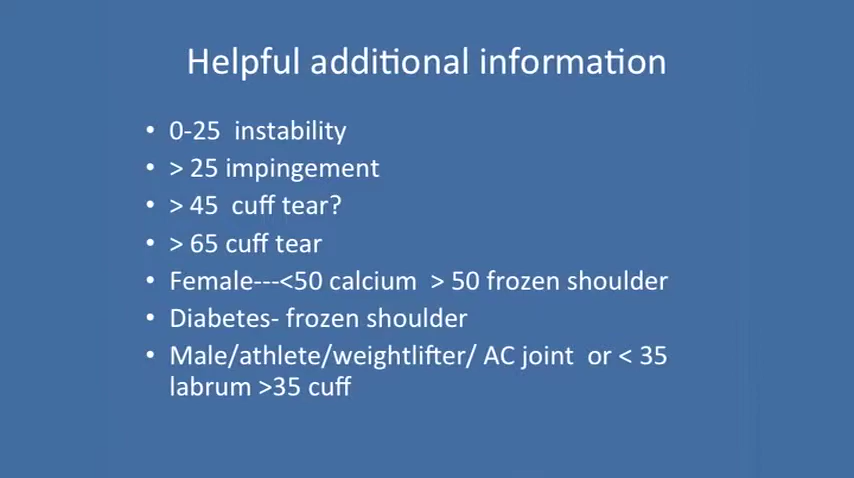 Helpful additional information
• 0-25  instability
• > 25 impingement
• > 45  cuff tear?
• > 65 cuff tear
• Female---<50 calcium  > 50 frozen shoulder
• Diabetes- frozen shoulder
• Male/athlete/weightlifter/ AC joint  or < 35
labrum >35 cuff